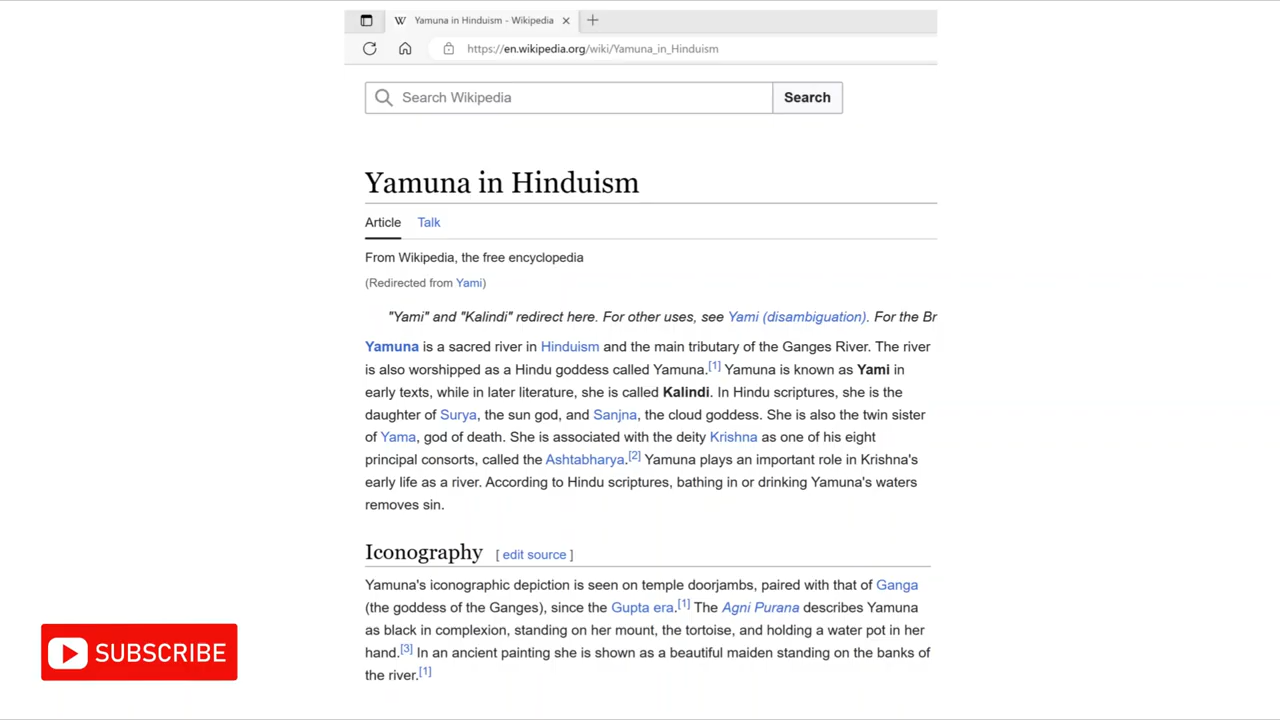 Yamuna in Hinduism - Wikipedia
https://en.wikipedia.org/wiki/Yamuna_in_Hinduism
Search Wikipedia Search
Yamuna in Hinduism
Article Talk
From Wikipedia, the free encyclopedia
(Redirected from Yami)
"Yami" and "Kalindi" redirect here. For other uses, see Yami (disambiguation). For the Br
Yamuna is a sacred river in Hinduism and the main tributary of the Ganges River. The river
is also worshipped as a Hindu goddess called Yamuna.[1] Yamuna is known as Yami in
early texts, while in later literature, she is called Kalindi. In Hindu scriptures, she is the
daughter of Surya, the sun god, and Sanjna, the cloud goddess. She is also the twin sister
of Yama, god of death. She is associated with the deity Krishna as one of his eight
principal consorts, called the Ashtabharya.[2] Yamuna plays an important role in Krishna's
early life as a river. According to Hindu scriptures, bathing in or drinking Yamuna's waters
removes sin.
Iconography [ edit source ]
Yamuna's iconographic depiction is seen on temple doorjambs, paired with that of Ganga
(the goddess of the Ganges), since the Gupta era.[1] The Agni Purana describes Yamuna
as black in complexion, standing on her mount, the tortoise, and holding a water pot in her
hand.[3] In an ancient painting she is shown as a beautiful maiden standing on the banks of
the river.[1]
SUBSCRIBE